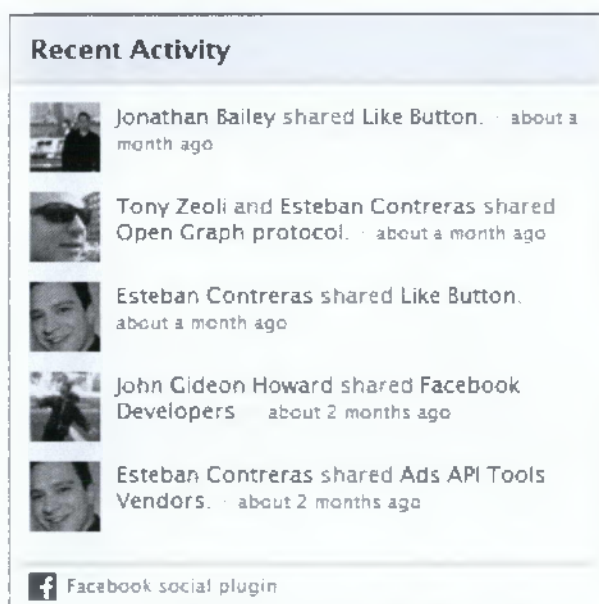 Recent Activity
Jonathan Bailey shared Like Button. · about a
month ago
Tony Zeoli and Esteban Contreras shared
Open Graph protocol. · about a month ago
Esteban Contreras shared Like Button.
about a month ago
John Gideon Howard shared Facebook
Developers about 2 months ago
Esteban Contreras shared Ads API Tools
Vendors. · about 2 months ago
f Facebook social plugin